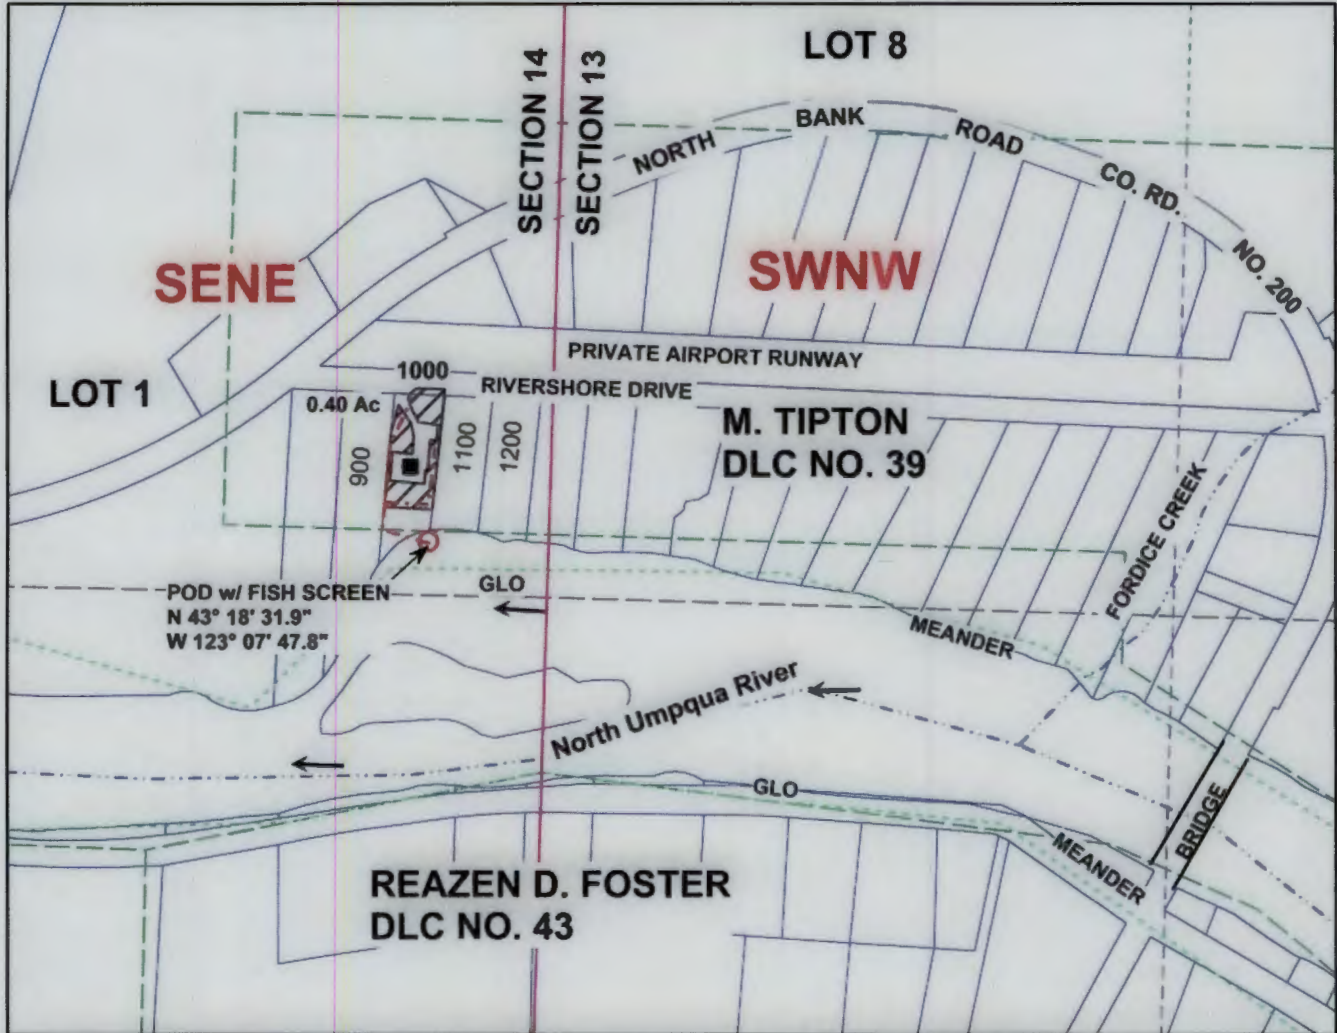 LOT 8
SECTION 14
SECTION 13
NORTH BANK ROAD CO. RD. NO. 200
SENE
SWNW
PRIVATE AIRPORT RUNWAY
LOT 1
1000
RIVERSHORE DRIVE
0.40 Ac
M. TIPTON
DLC NO. 39
900
1100
1200
FORDICE CREEK
POD w/ FISH SCREEN
N 43° 18' 31.9"
W 123° 07' 47.8"
GLO
MEANDER
North Umpqua River
GLO
MEANDER
BRIDGE
REAZEN D. FOSTER
DLC NO. 43